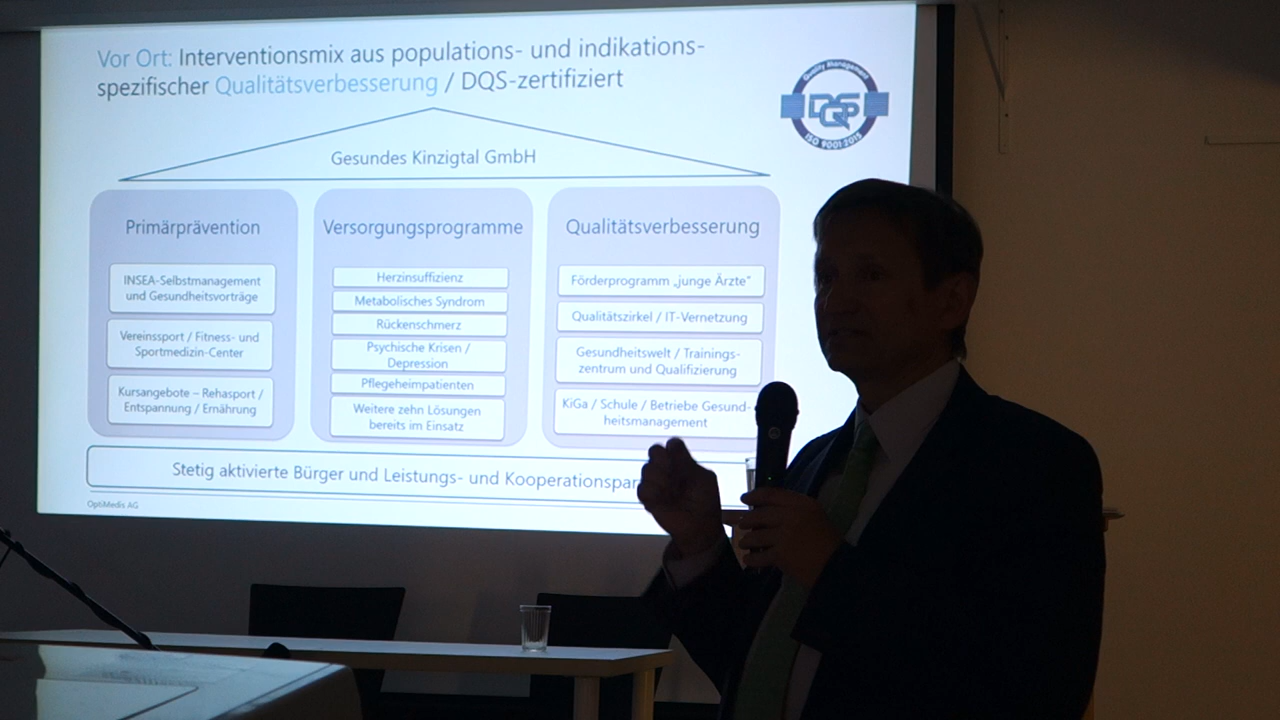 Vor Ort: Interventionsmix aus populations- und indikations-
spezifischer Qualitätsverbesserung / DQS-zertifiziert
Quality Management
DQS
ISO 9001:2015
Gesundes Kinzigtal GmbH
Primärprävention
INSEA-Selbstmanagement
und Gesundheitsvorträge
Vereinssport / Fitness- und
Sportmedizin-Center
Kursangebote – Rehasport /
Entspannung / Ernährung
Versorgungsprogramme
Herzinsuffizienz
Metabolisches Syndrom
Rückenschmerz
Psychische Krisen /
Depression
Pflegeheimpatienten
Weitere zehn Lösungen
bereits im Einsatz
Qualitätsverbesserung
Förderprogramm „junge Ärzte“
Qualitätszirkel / IT-Vernetzung
Gesundheitswelt / Trainings-
zentrum und Qualifizierung
KiGa / Schule / Betriebe Gesund-
heitsmanagement
Stetig aktivierte Bürger und Leistungs- und Kooperationspar
OptiMedis AG